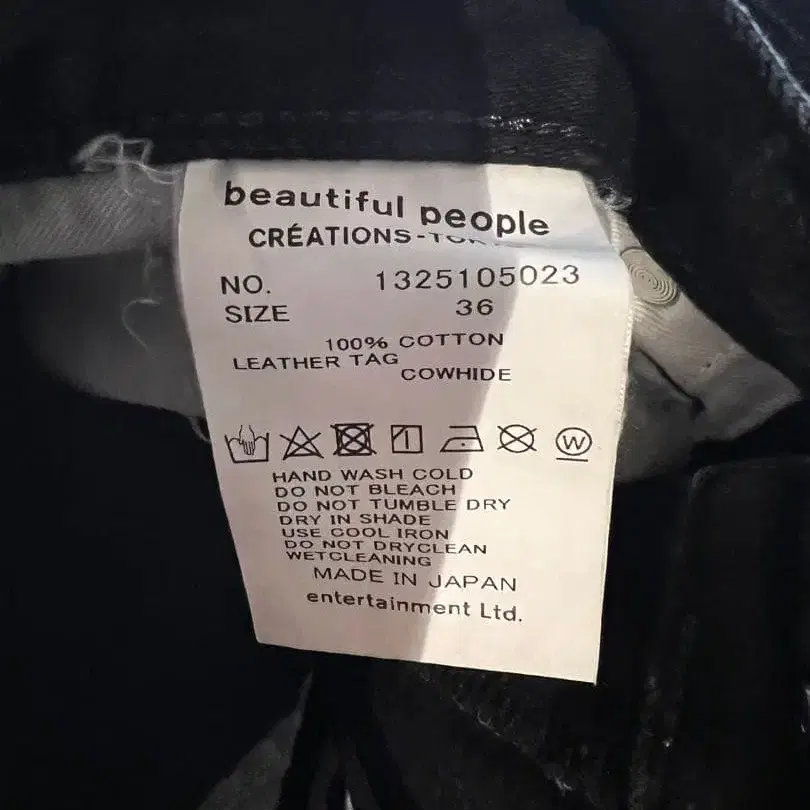 beautiful people
CRÉATIONS-
NO. 1325105023
SIZE 36
100% COTTON
LEATHER TAG
COWHIDE
W
HAND WASH COLD
DO NOT BLEACH
DO NOT TUMBLE DRY
DRY IN SHADE
USE COOL IRON
DO NOT DRYCLEAN
WETCLEANING
MADE IN JAPAN
entertainment Ltd.